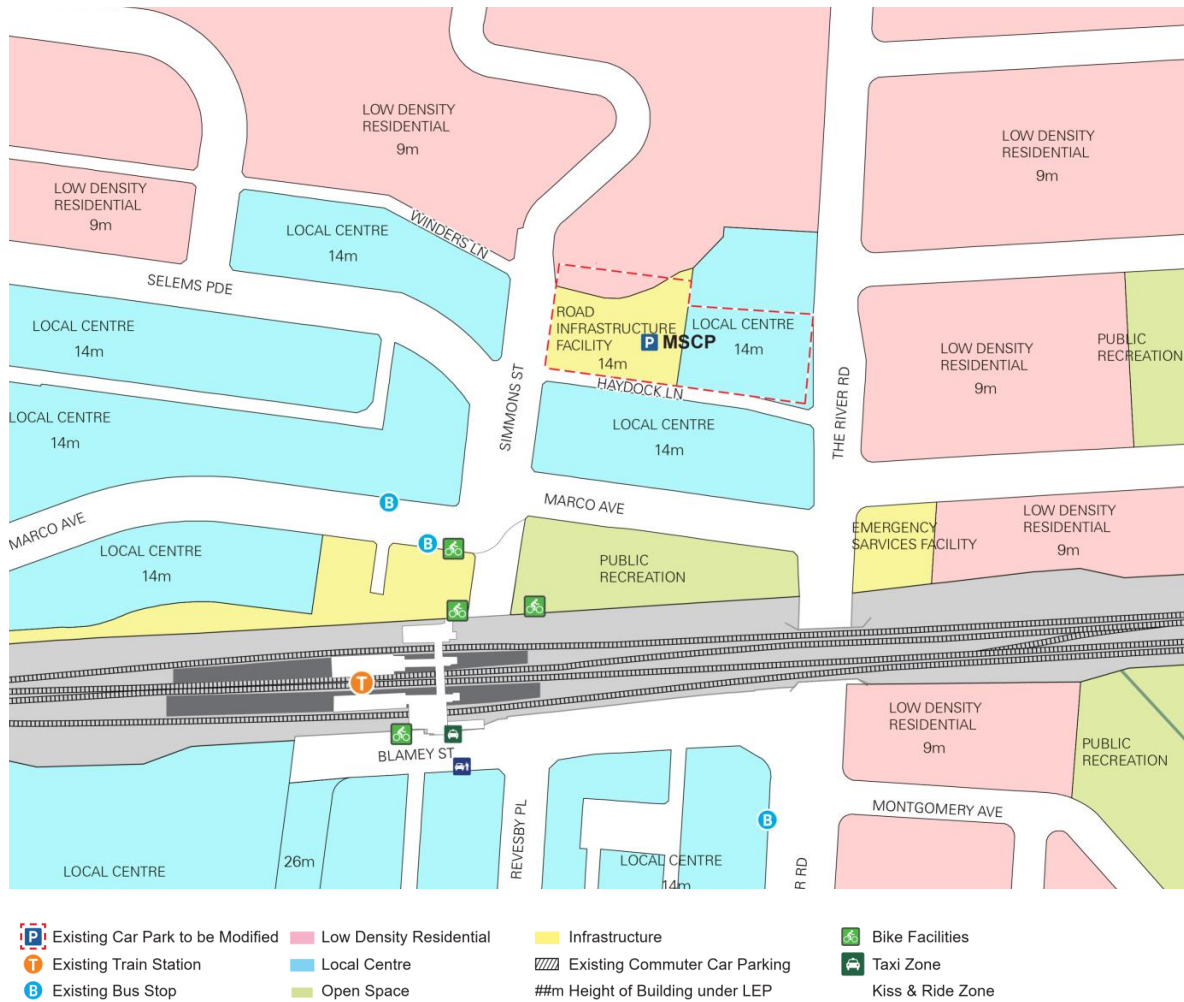 LOW DENSITY
RESIDENTIAL
9m
LOW DENSITY
RESIDENTIAL
9m
LOW DENSITY
RESIDENTIAL
9m
WINDERS LN
LOCAL CENTRE
14m
SELEMS PDE
LOCAL CENTRE
14m
ROAD
INFRASTRUCTURE
FACILITY
14m
P MSCP
LOCAL CENTRE
14m
HAYDOCK LN
LOW DENSITY
RESIDENTIAL
9m
PUBLIC
RECREATION
SIMMONS ST
THE RIVER RD
LOCAL CENTRE
14m
LOCAL CENTRE
14m
MARCO AVE
B
MARCO AVE
B
LOCAL CENTRE
14m
PUBLIC
RECREATION
EMERGENCY
SARVICES FACILITY
LOW DENSITY
RESIDENTIAL
9m
T
BLAMEY ST
LOW DENSITY
RESIDENTIAL
9m
PUBLIC
RECREATION
MONTGOMERY AVE
B
REVESBY PL
R RD
26m
LOCAL CENTRE
LOCAL CENTRE
14m
P Existing Car Park to be Modified
Low Density Residential
Infrastructure
Bike Facilities
T Existing Train Station
Local Centre
Existing Commuter Car Parking
Taxi Zone
B Existing Bus Stop
Open Space
##m Height of Building under LEP
Kiss & Ride Zone